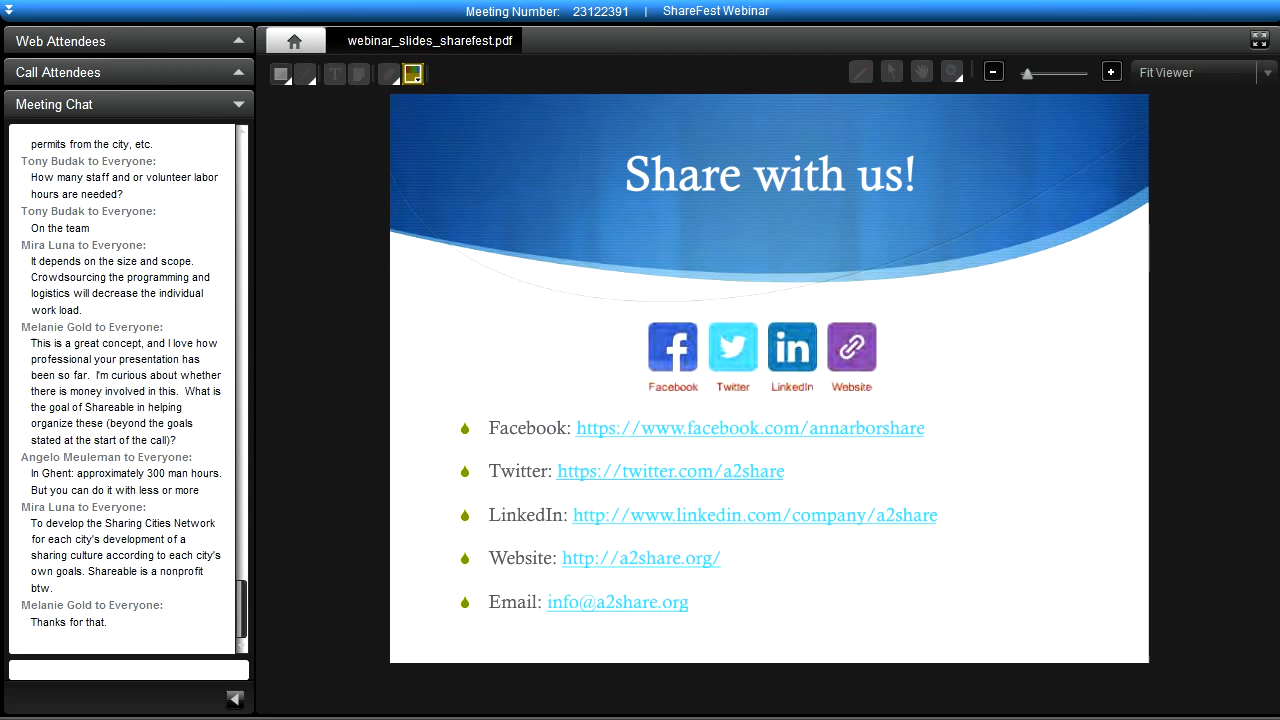 Meeting Number: 23122391 | ShareFest Webinar
Web Attendees
Call Attendees
Meeting Chat
permits from the city, etc.
Tony Budak to Everyone:
How many staff and or volunteer labor
hours are needed?
Tony Budak to Everyone:
On the team
Mira Luna to Everyone:
It depends on the size and scope.
Crowdsourcing the programming and
logistics will decrease the individual
work load.
Melanie Gold to Everyone:
This is a great concept, and I love how
professional your presentation has
been so far. I'm curious about whether
there is money involved in this. What is
the goal of Shareable in helping
organize these (beyond the goals
stated at the start of the call)?
Angelo Meuleman to Everyone:
In Ghent: approximately 300 man hours.
But you can do it with less or more
Mira Luna to Everyone:
To develop the Sharing Cities Network
for each city's development of a
sharing culture according to each city's
own goals. Shareable is a nonprofit
btw.
Melanie Gold to Everyone:
Thanks for that.
webinar_slides_sharefest.pdf
T
Fit Viewer
Share with us!
f
in
Facebook Twitter LinkedIn Website
Facebook: https://www.facebook.com/annarborshare
Twitter: https://twitter.com/a2share
LinkedIn: http://www.linkedin.com/company/a2share
Website: http://a2share.org/
Email: info@a2share.org